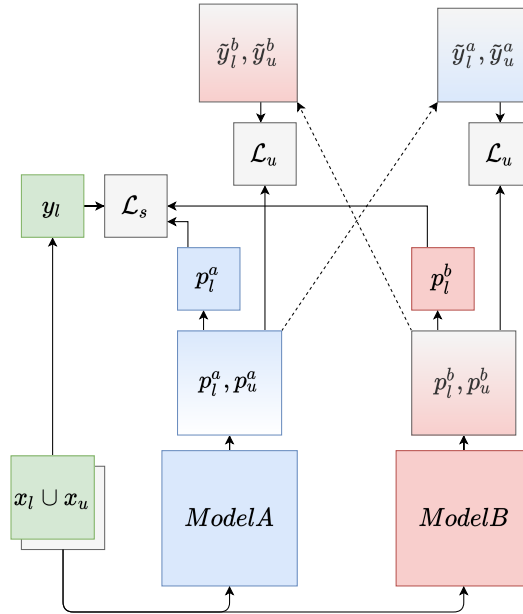 ỹ_l^b, ỹ_u^b
ỹ_l^a, ỹ_u^a
ℒ_u
ℒ_u
y_l
ℒ_s
p_l^a
p_l^b
p_l^a, p_u^a
p_l^b, p_u^b
x_l ∪ x_u
ModelA
ModelB